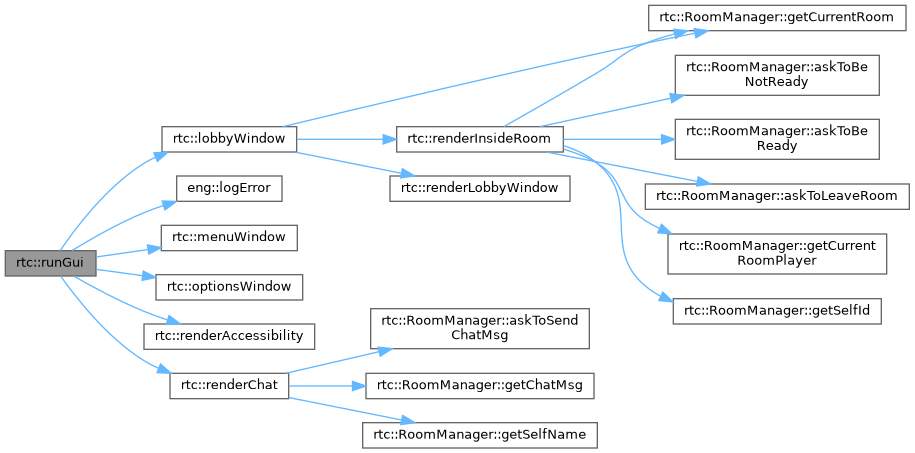 rtc::RoomManager::getCurrentRoom
rtc::RoomManager::askToBe
NotReady
rtc::lobbyWindow
rtc::renderInsideRoom
rtc::RoomManager::askToBe
Ready
eng::logError
rtc::renderLobbyWindow
rtc::RoomManager::askToLeaveRoom
rtc::menuWindow
rtc::RoomManager::getCurrent
RoomPlayer
rtc::runGui
rtc::optionsWindow
rtc::RoomManager::getSelfId
rtc::renderAccessibility
rtc::RoomManager::askToSend
ChatMsg
rtc::renderChat
rtc::RoomManager::getChatMsg
rtc::RoomManager::getSelfName